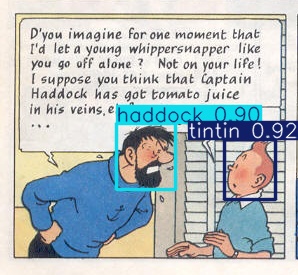 D'you imagine for one moment that
I'd let a young whippersnapper like
you go off alone ? Not on your life !
I suppose you think that Captain
Haddock has got tomato juice
in his veins, e
...
haddock 0.90
tintin 0.92